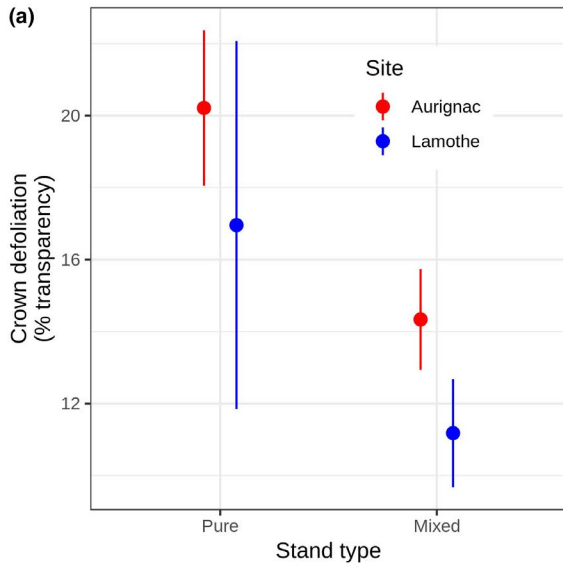 (a)
Crown defoliation
(% transparency)
20
16
12
Site
Aurignac
Lamothe
Pure
Mixed
Stand type